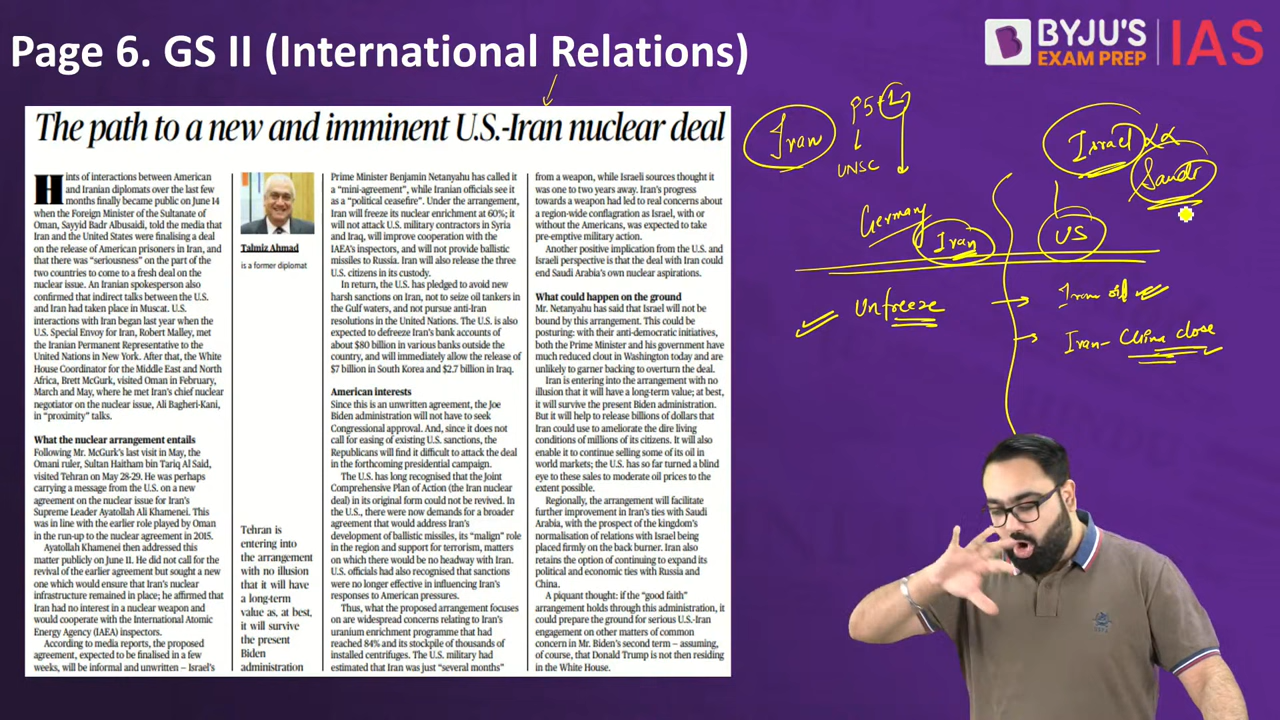 Page 6. GS II (International Relations)
BYJU'S
EXAM PREP
IAS
The path to a new and imminent U.S.-Iran nuclear deal
Hints of interactions between American
and Iranian diplomats over the last few
months finally became public on June 14
when the Foreign Minister of the Sultanate of
Oman, Sayyid Badr Albusaidi, told the media that
Iran and the United States were finalising a deal
on the release of American prisoners in Iran, and
that there was “seriousness” on the part of the
two countries to come to a fresh deal on the
nuclear issue. An Iranian spokesperson also
confirmed that indirect talks between the U.S.
and Iran had taken place in Muscat. U.S.
interactions with Iran began last year when the
U.S. Special Envoy for Iran, Robert Malley, met
the Iranian Permanent Representative to the
United Nations in New York. After that, the White
House Coordinator for the Middle East and North
Africa, Brett McGurk, visited Oman in February,
March and May, where he met Iran's chief nuclear
negotiator on the nuclear issue, Ali Bagheri-Kani,
in “proximity” talks.
What the nuclear arrangement entails
Following Mr. McGurk's last visit in May, the
Omani ruler, Sultan Haitham bin Tariq Al Said,
visited Tehran on May 28-29. He was perhaps
carrying a message from the U.S. on a new
agreement on the nuclear issue for Iran's
Supreme Leader Ayatollah Ali Khamenei. This
was in line with the earlier role played by Oman
in the run-up to the nuclear agreement in 2015.
Ayatollah Khamenei then addressed this
matter publicly on June 11. He did not call for the
revival of the earlier agreement but sought a new
one which would ensure that Iran's nuclear
infrastructure remained in place; he affirmed that
Iran had no interest in a nuclear weapon and
would cooperate with the International Atomic
Energy Agency (IAEA) inspectors.
According to media reports, the proposed
agreement, expected to be finalised in a few
weeks, will be informal and unwritten – Israel's
Talmiz Ahmad
is a former diplomat
Tehran is
entering into
the arrangement
with no illusion
that it will have
a long-term
value as, at best,
it will survive
the present
Biden
administration
Prime Minister Benjamin Netanyahu has called it
a “mini-agreement”, while Iranian officials see it
as a “political ceasefire”. Under the arrangement,
Iran will freeze its nuclear enrichment at 60%; it
will not attack U.S. military contractors in Syria
and Iraq, will improve cooperation with the
IAEA's inspectors, and will not provide ballistic
missiles to Russia. Iran will also release the three
U.S. citizens in its custody.
In return, the U.S. has pledged to avoid new
harsh sanctions on Iran, not to seize oil tankers in
the Gulf waters, and not pursue anti-Iran
resolutions in the United Nations. The U.S. is also
expected to defreeze Iran's bank accounts of
about $80 billion in various banks outside the
country, and will immediately allow the release of
$7 billion in South Korea and $2.7 billion in Iraq.
American interests
Since this is an unwritten agreement, the Joe
Biden administration will not have to seek
Congressional approval. And, since it does not
call for easing of existing U.S. sanctions, the
Republicans will find it difficult to attack the deal
in the forthcoming presidential campaign.
The U.S. has long recognised that the Joint
Comprehensive Plan of Action (the Iran nuclear
deal) in its original form could not be revived. In
the U.S., there were now demands for a broader
agreement that would address Iran's
development of ballistic missiles, its “malign” role
in the region and support for terrorism, matters
on which there would be no headway with Iran.
U.S. officials had also recognised that sanctions
were no longer effective in influencing Iran's
responses to American pressures.
Thus, what the proposed arrangement focuses
on are widespread concerns relating to Iran's
uranium enrichment programme that had
reached 84% and its stockpile of thousands of
installed centrifuges. The U.S. military had
estimated that Iran was just “several months”
from a weapon, while Israeli sources thought it
was one to two years away. Iran's progress
towards a weapon had led to real concerns about
a region-wide conflagration as Israel, with or
without the Americans, was expected to take
pre-emptive military action.
Another positive implication from the U.S. and
Israeli perspective is that the deal with Iran could
end Saudi Arabia's own nuclear aspirations.
What could happen on the ground
Mr. Netanyahu has said that Israel will not be
bound by this arrangement. This could be
posturing: with their anti-democratic initiatives,
both the Prime Minister and his government have
much reduced clout in Washington today and are
unlikely to garner backing to overturn the deal.
Iran is entering into the arrangement with no
illusion that it will have a long-term value; at best,
it will survive the present Biden administration.
But it will help to release billions of dollars that
Iran could use to ameliorate the dire living
conditions of millions of its citizens. It will also
enable it to continue selling some of its oil in
world markets; the U.S. has so far turned a blind
eye to these sales to moderate oil prices to the
extent possible.
Regionally, the arrangement will facilitate
further improvement in Iran's ties with Saudi
Arabia, with the prospect of the kingdom's
normalisation of relations with Israel being
placed firmly on the back burner. Iran also
retains the option of continuing to expand its
political and economic ties with Russia and
China.
A piquant thought: if the “good faith”
arrangement holds through this administration, it
could prepare the ground for serious U.S.-Iran
engagement on other matters of common
concern in Mr. Biden's second term – assuming,
of course, that Donald Trump is not then residing
in the White House.
Iran
P5+1
UNSC
Germany
Israel
Saudi
Iran
US
Unfreeze
Iran oil
Iran- China close